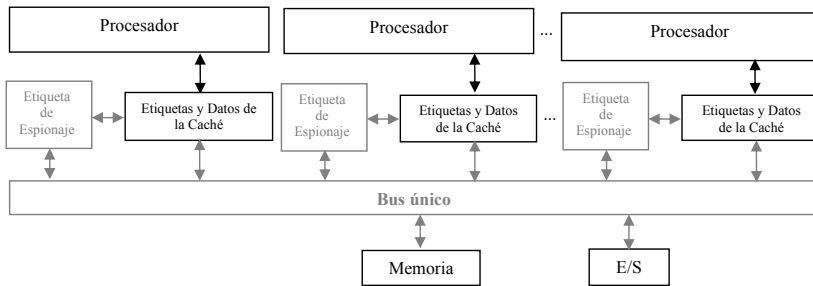 Procesador
Procesador
...
Procesador
Etiqueta
de
Espionaje
Etiquetas y Datos de
la Caché
Etiqueta
de
Espionaje
Etiquetas y Datos
de la Caché
...
Etiqueta
de
Espionaje
Etiquetas y Datos
de la Caché
Bus único
Memoria
E/S